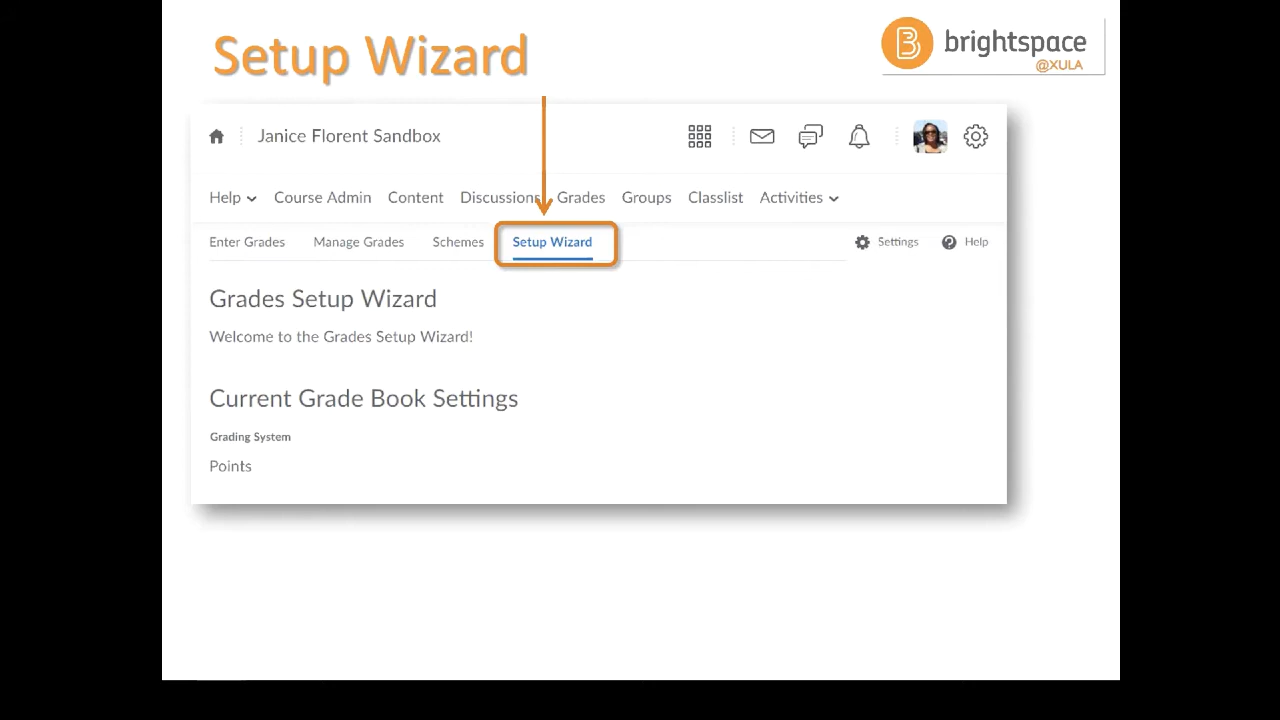 Setup Wizard
brightspace
@XULA
Janice Florent Sandbox
Help Course Admin Content Discussions Grades Groups Classlist Activities
Enter Grades Manage Grades Schemes Setup Wizard Settings Help
Grades Setup Wizard
Welcome to the Grades Setup Wizard!
Current Grade Book Settings
Grading System
Points